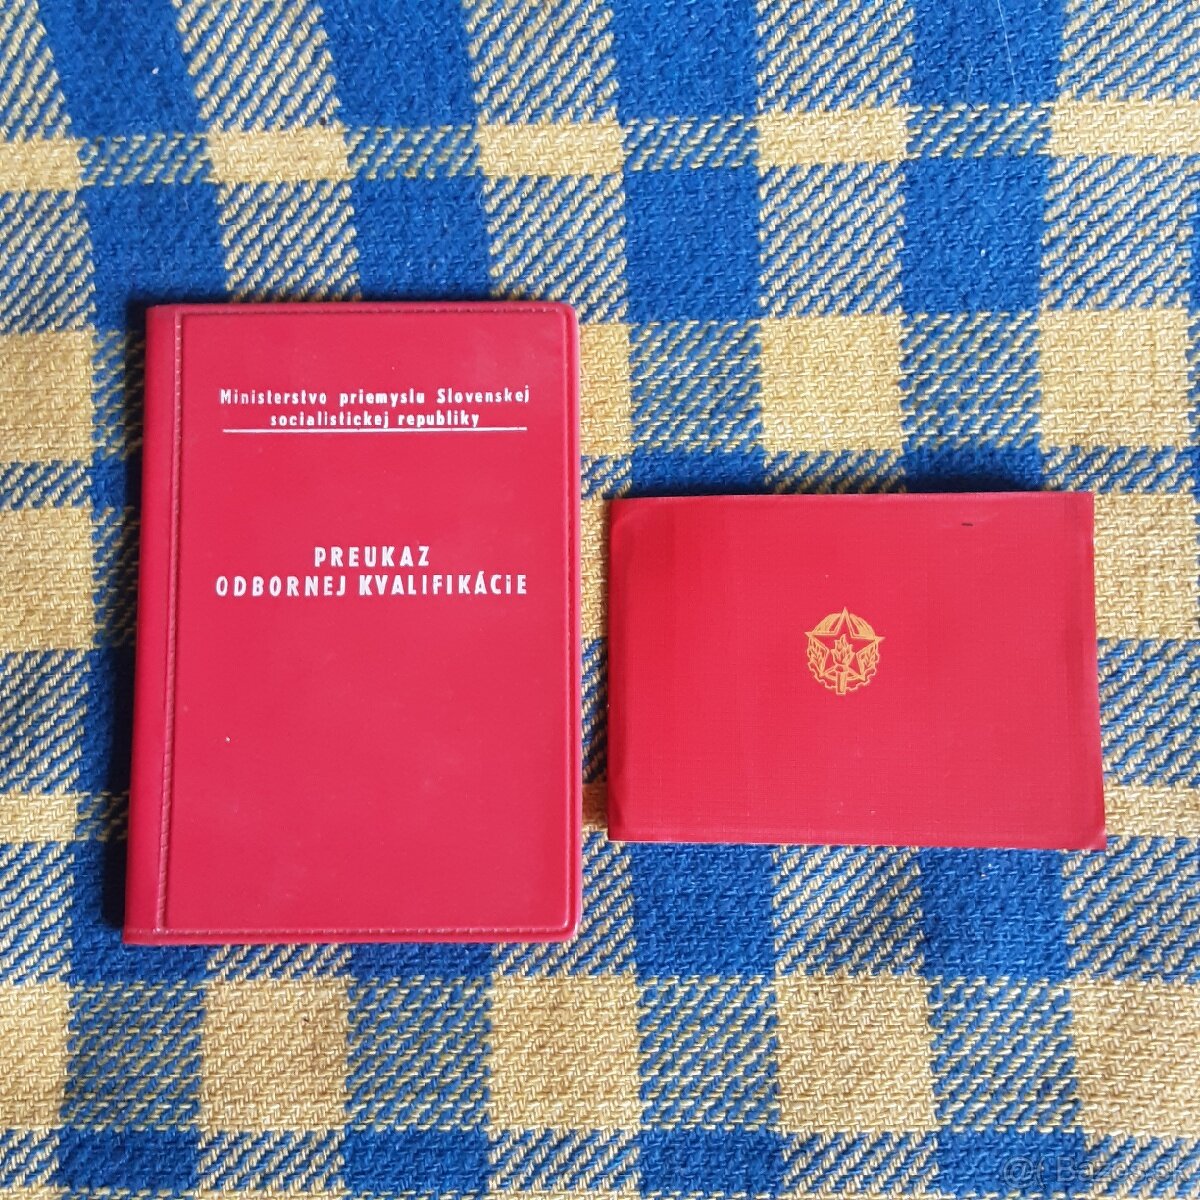 Ministerstvo priemyslu Slovenskej
socialistickej republiky
PREUKAZ
ODBORNEJ KVALIFIKÁCiE